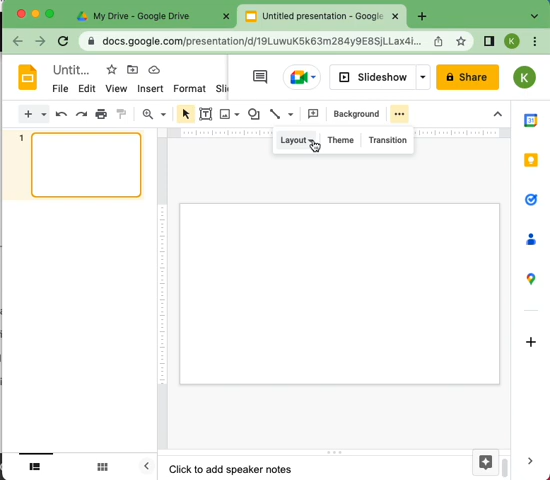 My Drive - Google Drive
Untitled presentation - Google
docs.google.com/presentation/d/19LuwuK5k63m284y9E8SjLLax4i...
K
Untit...
File Edit View Insert Format Sli
Slideshow
Share
K
Background
Layout Theme Transition
1
31
Click to add speaker notes